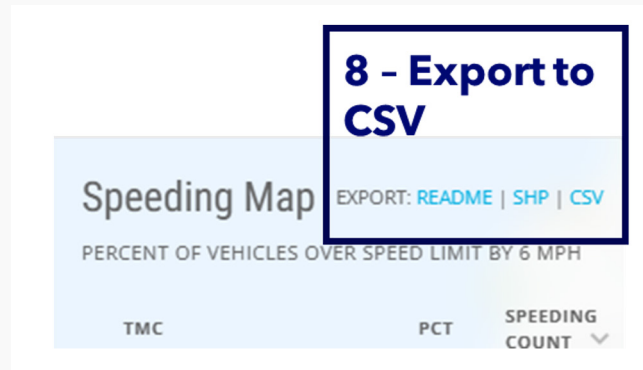 8 – Export to
CSV
Speeding Map EXPORT: README | SHP | CSV
PERCENT OF VEHICLES OVER SPEED LIMIT BY 6 MPH
TMC PCT SPEEDING
COUNT